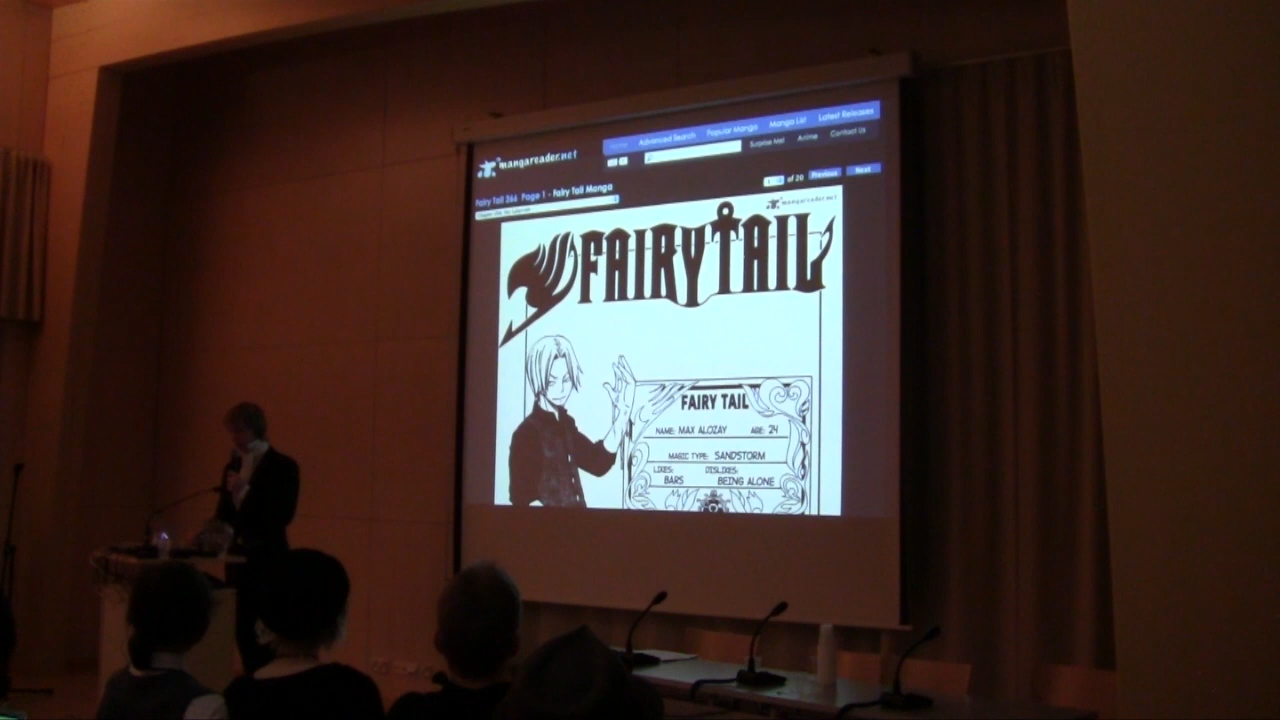 Home Advanced Search Popular Manga Manga List Latest Releases
mangareader.net
Surprise Me! Anime Contact Us
of 20 Previous Next
Fairy Tail 266 Page 1 - Fairy Tail Manga
mangareader.net
FAIRY TAIL
FAIRY TAIL
NAME: MAX ALOZAY AGE: 24
MAGIC TYPE: SANDSTORM
LIKES: DISLIKES:
BARS BEING ALONE